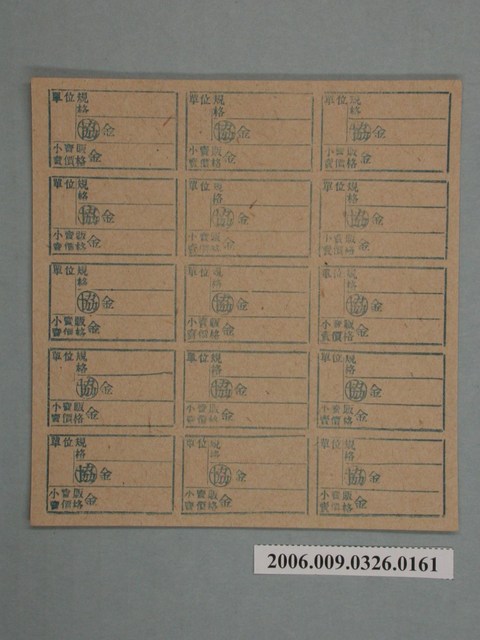 單位規 單位規 單位規
格 格 格
協金 協金 協金
小賣販 金 小賣販 金 小賣販 金
賣價格 賣價格 賣價格
單位規 單位規 單位規
格 格 格
協金 協金 協金
小賣販 金 小賣販 金 小賣販 金
賣價格 賣價格 賣價格
單位規 單位規 單位規
格 格 格
協金 協金 協金
小賣販 金 小賣販 金 小賣販 金
賣價格 賣價格 賣價格
單位規 單位規 單位規
格 格 格
協金 協金 協金
小賣販 金 小賣販 金 小賣販 金
賣價格 賣價格 賣價格
單位規 單位規 單位規
格 格 格
協金 協金 協金
小賣販 金 小賣販 金 小賣販 金
賣價格 賣價格 賣價格
2006.009.0326.0161